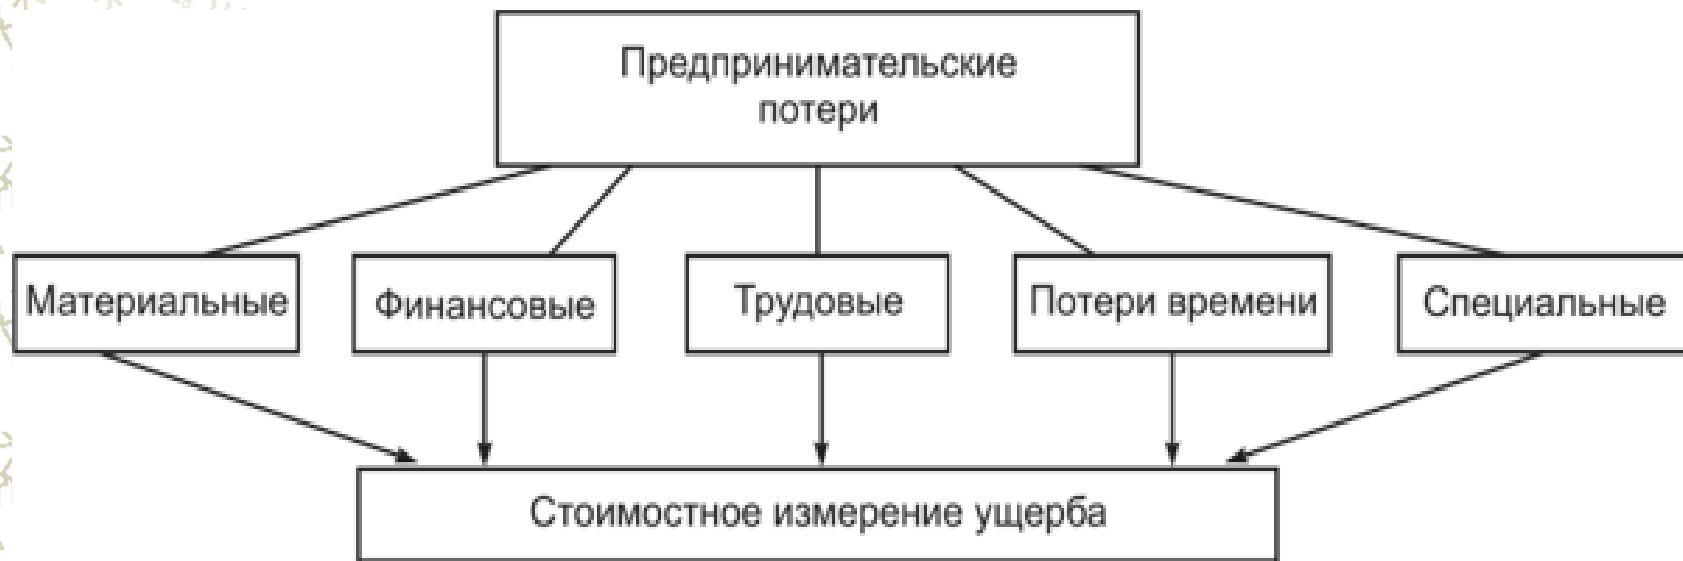 Предпринимательские
потери
Материальные
Финансовые
Трудовые
Потери времени
Специальные
Стоимостное измерение ущерба